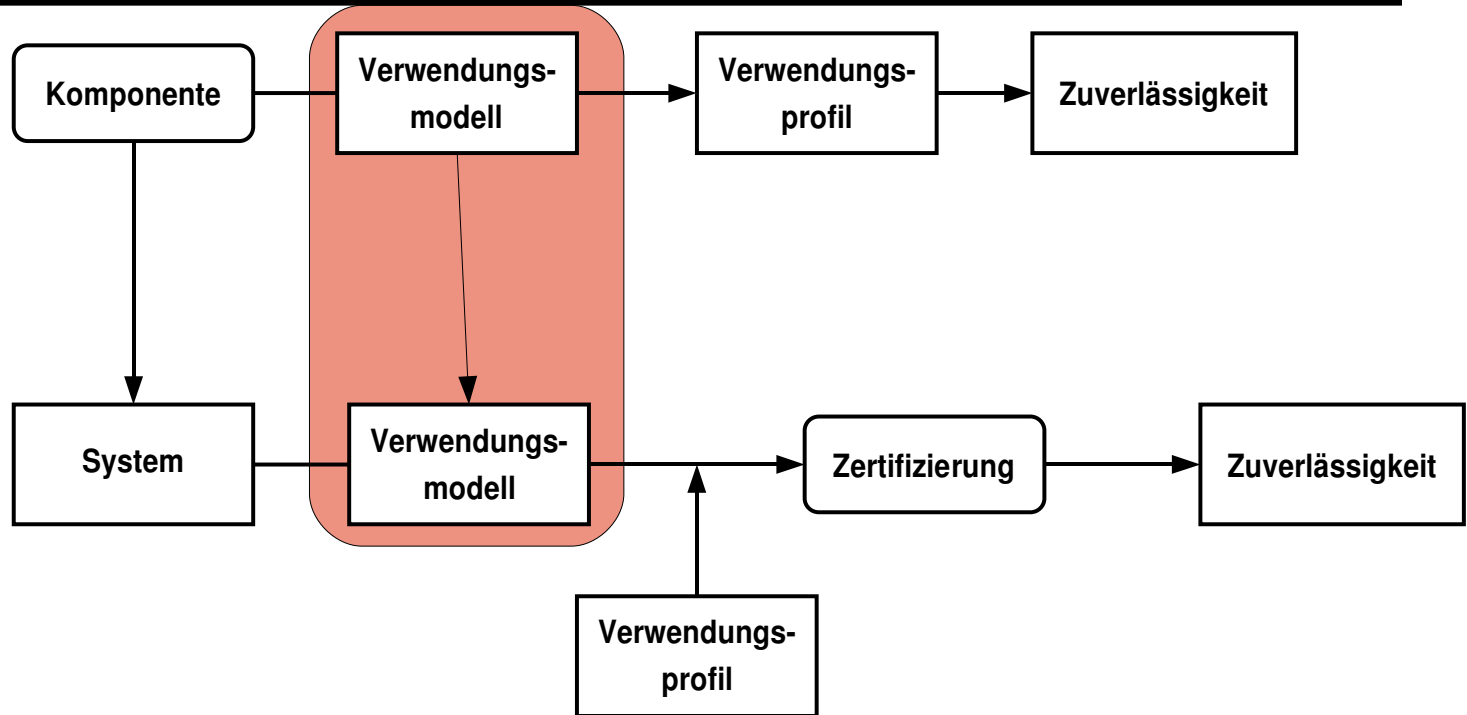 Komponente
Verwendungs-
modell
Verwendungs-
profil
Zuverlässigkeit
System
Verwendungs-
modell
Zertifizierung
Zuverlässigkeit
Verwendungs-
profil